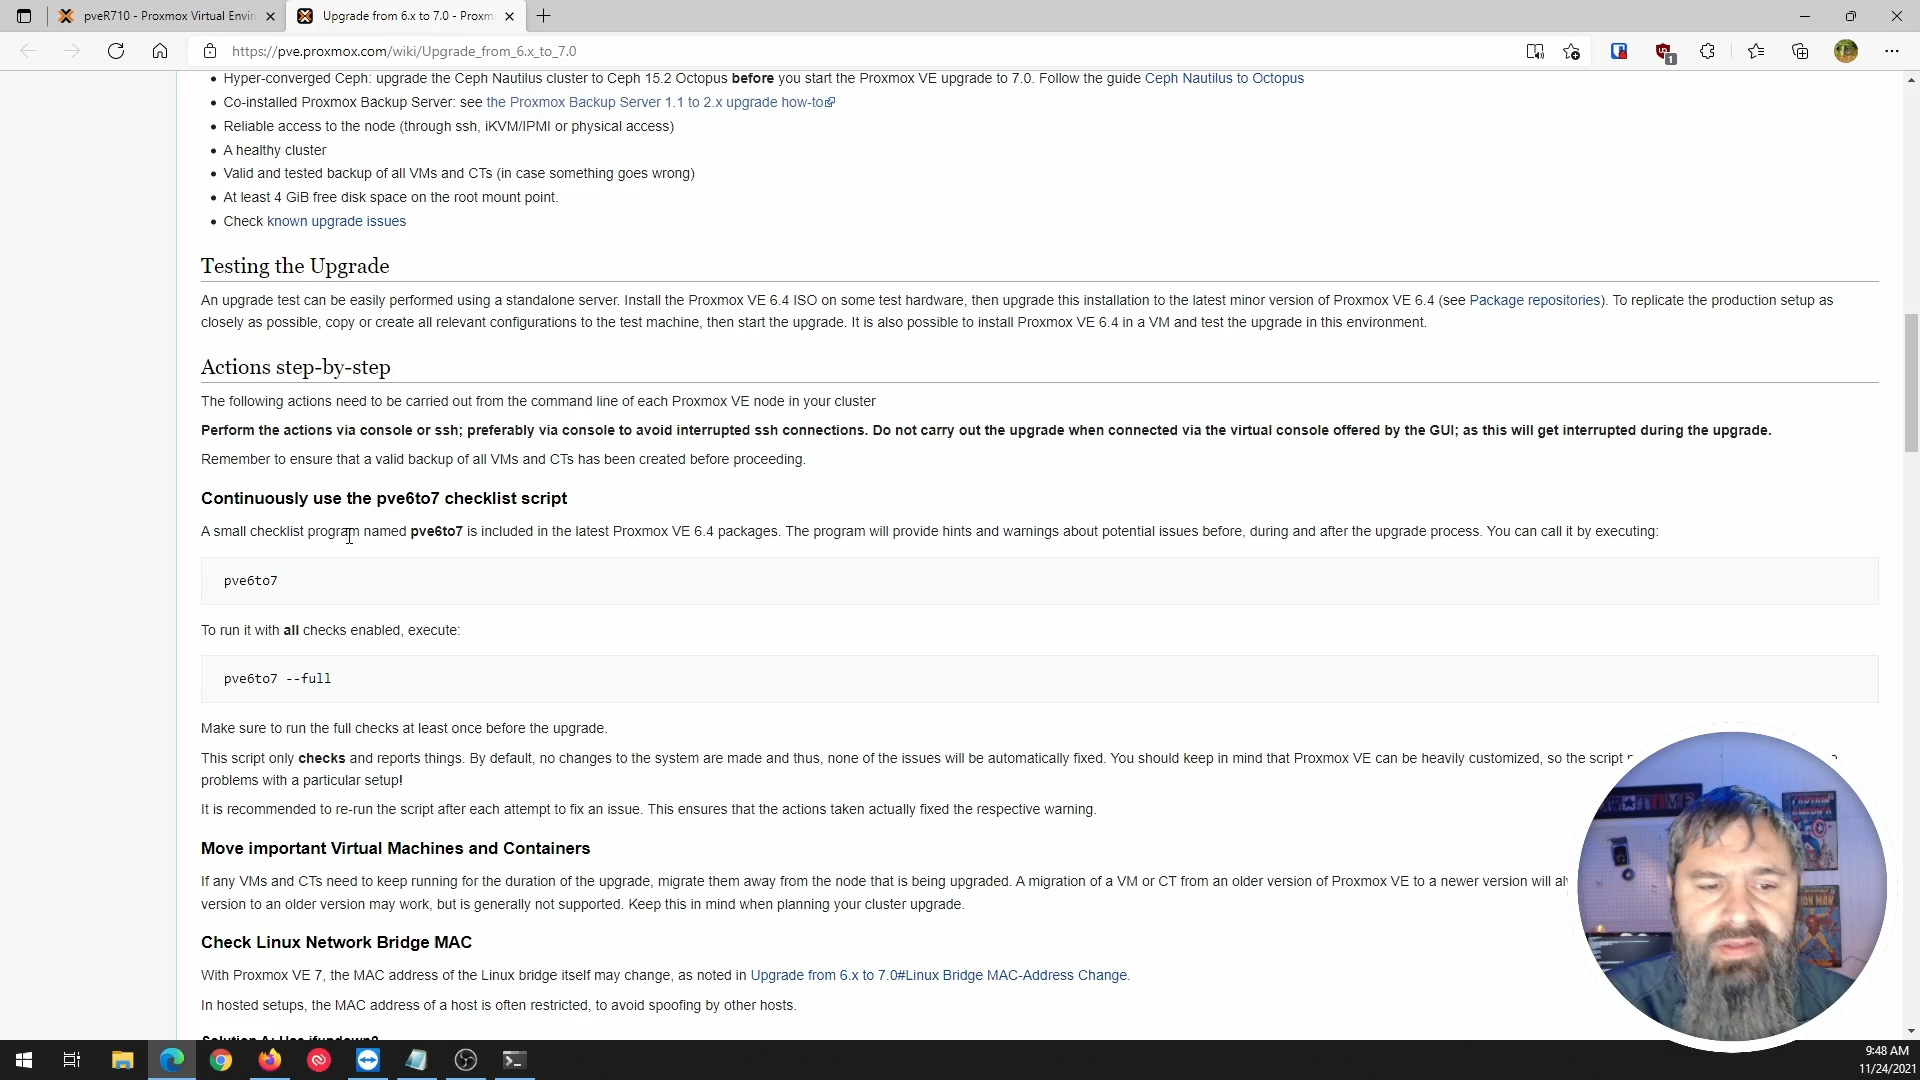 pveR710 - Proxmox Virtual Envir
Upgrade from 6.x to 7.0 - Proxm
https://pve.proxmox.com/wiki/Upgrade_from_6.x_to_7.0
1
• Hyper-converged Ceph: upgrade the Ceph Nautilus cluster to Ceph 15.2 Octopus before you start the Proxmox VE upgrade to 7.0. Follow the guide Ceph Nautilus to Octopus
• Co-installed Proxmox Backup Server: see the Proxmox Backup Server 1.1 to 2.x upgrade how-to
• Reliable access to the node (through ssh, iKVM/IPMI or physical access)
• A healthy cluster
• Valid and tested backup of all VMs and CTs (in case something goes wrong)
• At least 4 GiB free disk space on the root mount point.
• Check known upgrade issues
Testing the Upgrade
An upgrade test can be easily performed using a standalone server. Install the Proxmox VE 6.4 ISO on some test hardware, then upgrade this installation to the latest minor version of Proxmox VE 6.4 (see Package repositories). To replicate the production setup as
closely as possible, copy or create all relevant configurations to the test machine, then start the upgrade. It is also possible to install Proxmox VE 6.4 in a VM and test the upgrade in this environment.
Actions step-by-step
The following actions need to be carried out from the command line of each Proxmox VE node in your cluster
Perform the actions via console or ssh; preferably via console to avoid interrupted ssh connections. Do not carry out the upgrade when connected via the virtual console offered by the GUI; as this will get interrupted during the upgrade.
Remember to ensure that a valid backup of all VMs and CTs has been created before proceeding.
Continuously use the pve6to7 checklist script
A small checklist program named pve6to7 is included in the latest Proxmox VE 6.4 packages. The program will provide hints and warnings about potential issues before, during and after the upgrade process. You can call it by executing:
pve6to7
To run it with all checks enabled, execute:
pve6to7 --full
Make sure to run the full checks at least once before the upgrade.
This script only checks and reports things. By default, no changes to the system are made and thus, none of the issues will be automatically fixed. You should keep in mind that Proxmox VE can be heavily customized, so the script
problems with a particular setup!
It is recommended to re-run the script after each attempt to fix an issue. This ensures that the actions taken actually fixed the respective warning.
Move important Virtual Machines and Containers
If any VMs and CTs need to keep running for the duration of the upgrade, migrate them away from the node that is being upgraded. A migration of a VM or CT from an older version of Proxmox VE to a newer version will al
version to an older version may work, but is generally not supported. Keep this in mind when planning your cluster upgrade.
Check Linux Network Bridge MAC
With Proxmox VE 7, the MAC address of the Linux bridge itself may change, as noted in Upgrade from 6.x to 7.0#Linux Bridge MAC-Address Change.
In hosted setups, the MAC address of a host is often restricted, to avoid spoofing by other hosts.
Solution A: Use ifupdown2
9:48 AM
11/24/2021